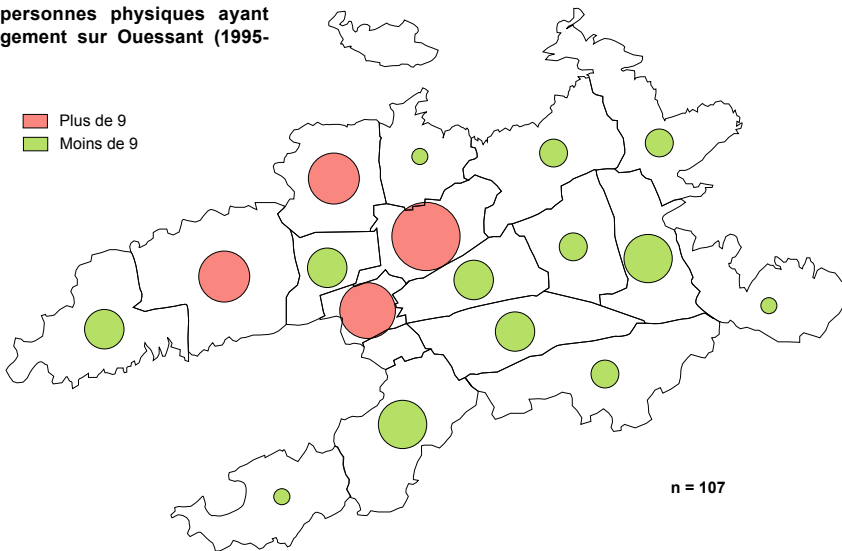 personnes physiques ayant
gement sur Ouessant (1995-
Plus de 9
Moins de 9
n = 107